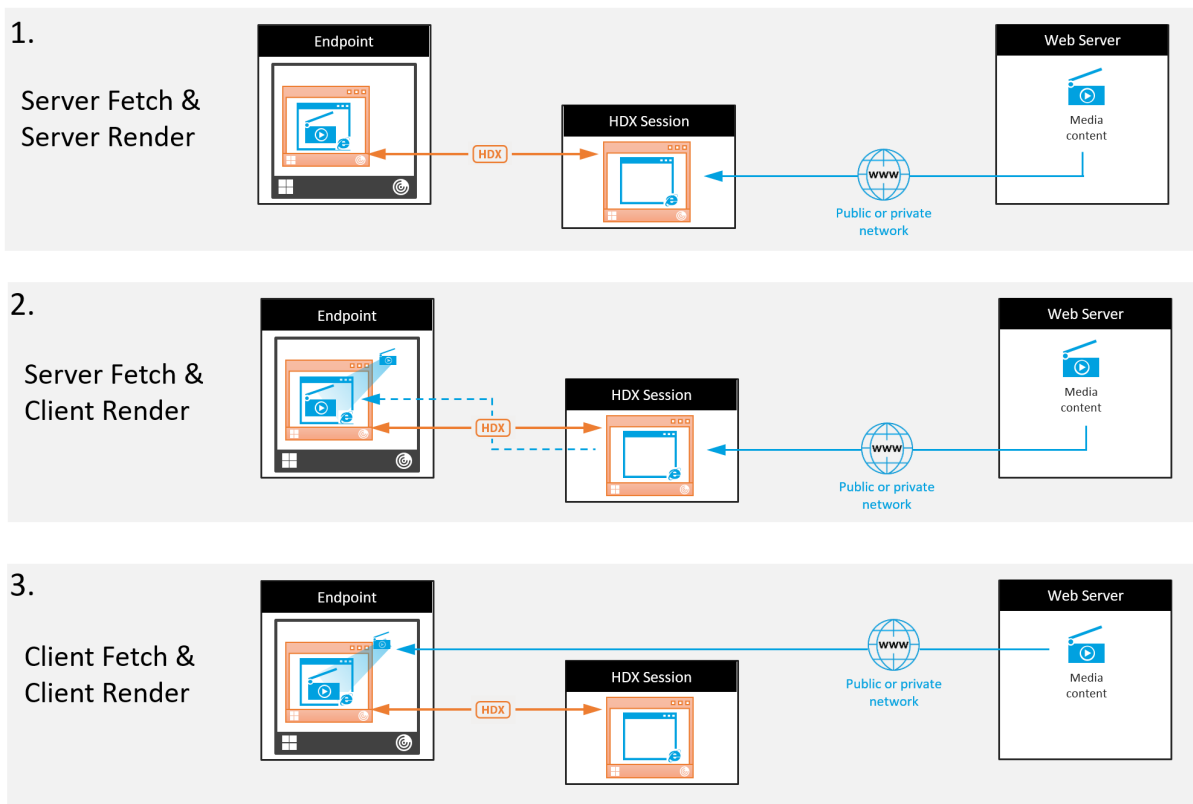 1.
Server Fetch &
Server Render
Endpoint
HDX
HDX Session
www
Public or private
network
Web Server
Media
content
2.
Server Fetch &
Client Render
Endpoint
HDX
HDX Session
www
Public or private
network
Web Server
Media
content
3.
Client Fetch &
Client Render
Endpoint
HDX
HDX Session
www
Public or private
network
Web Server
Media
content